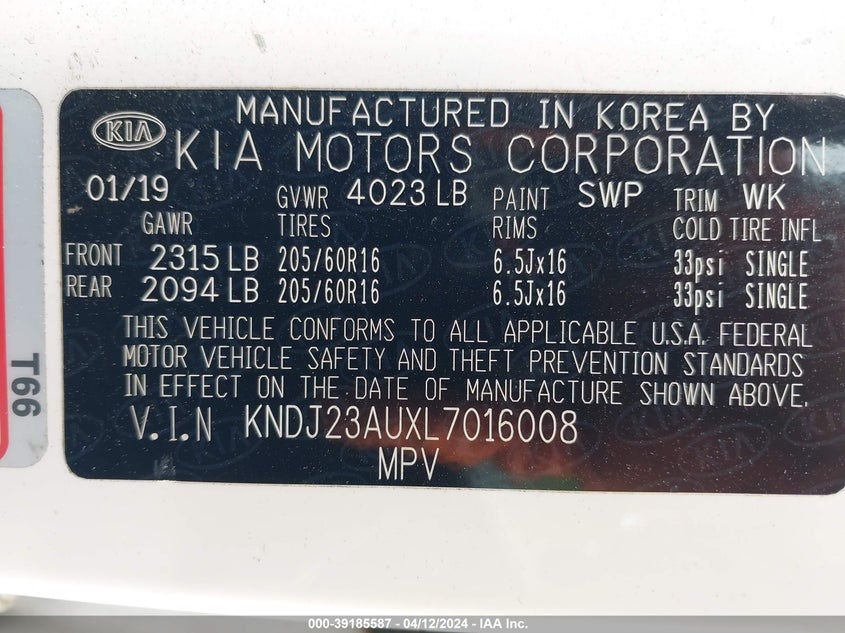 MANUFACTURED IN KOREA BY
KIA KIA MOTORS CORPORATION
01/19 GVWR 4023 LB PAINT SWP TRIM WK
GAWR TIRES RIMS COLD TIRE INFL
FRONT 2315 LB 205/60R16 6.5Jx16 33psi SINGLE
REAR 2094 LB 205/60R16 6.5Jx16 33psi SINGLE
THIS VEHICLE CONFORMS TO ALL APPLICABLE U.S.A. FEDERAL
MOTOR VEHICLE SAFETY AND THEFT PREVENTION STANDARDS
IN EFFECT ON THE DATE OF MANUFACTURE SHOWN ABOVE.
V.I.N KNDJ23AUXL7016008
MPV
T66
000-39185587 - 04/12/2024 - IAA Inc.